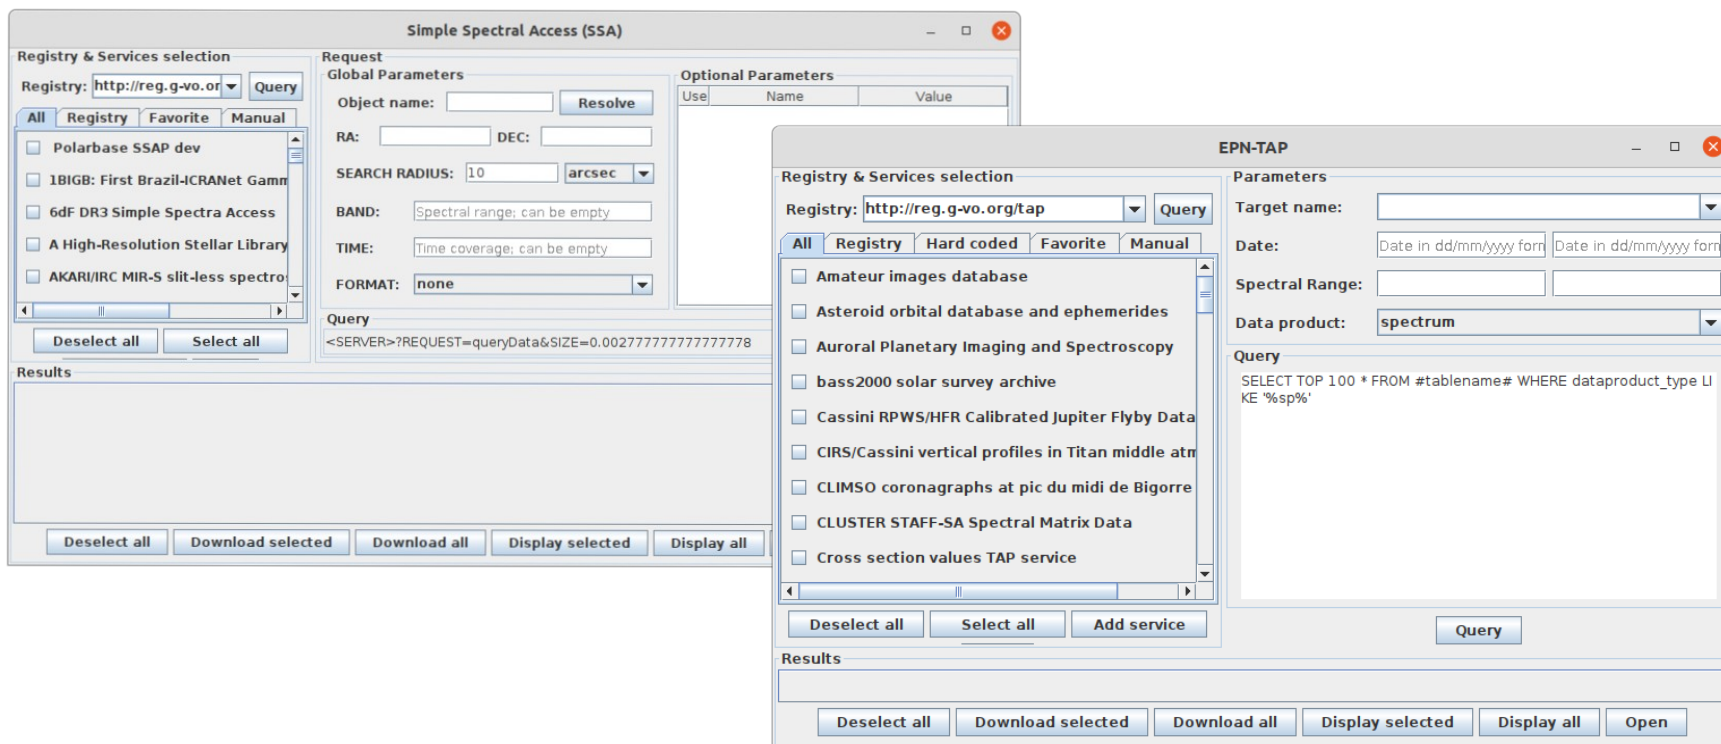 Simple Spectral Access (SSA)
Registry & Services selection
Registry: http://reg.g-vo.or Query
All Registry Favorite Manual
Polarbase SSAP dev
1BIGB: First Brazil-ICRANet Gamm
6dF DR3 Simple Spectra Access
A High-Resolution Stellar Library
AKARI/IRC MIR-S slit-less spectro
Deselect all Select all
Request
Global Parameters
Object name: Resolve
RA: DEC:
SEARCH RADIUS: 10 arcsec
BAND: Spectral range; can be empty
TIME: Time coverage; can be empty
FORMAT: none
Optional Parameters
Use Name Value
Query
<SERVER>?REQUEST=queryData&SIZE=0.002777777777777778
Results
Deselect all Download selected Download all Display selected Display all
EPN-TAP
Registry & Services selection
Registry: http://reg.g-vo.org/tap Query
All Registry Hard coded Favorite Manual
Amateur images database
Asteroid orbital database and ephemerides
Auroral Planetary Imaging and Spectroscopy
bass2000 solar survey archive
Cassini RPWS/HFR Calibrated Jupiter Flyby Data
CIRS/Cassini vertical profiles in Titan middle atm
CLIMSO coronagraphs at pic du midi de Bigorre
CLUSTER STAFF-SA Spectral Matrix Data
Cross section values TAP service
Deselect all Select all Add service
Parameters
Target name:
Date: Date in dd/mm/yyy forn Date in dd/mm/yyy forn
Spectral Range:
Data product: spectrum
Query
SELECT TOP 100 * FROM #tablename# WHERE dataproduct_type LI
KE '%sp%'
Query
Results
Deselect all Download selected Download all Display selected Display all Open